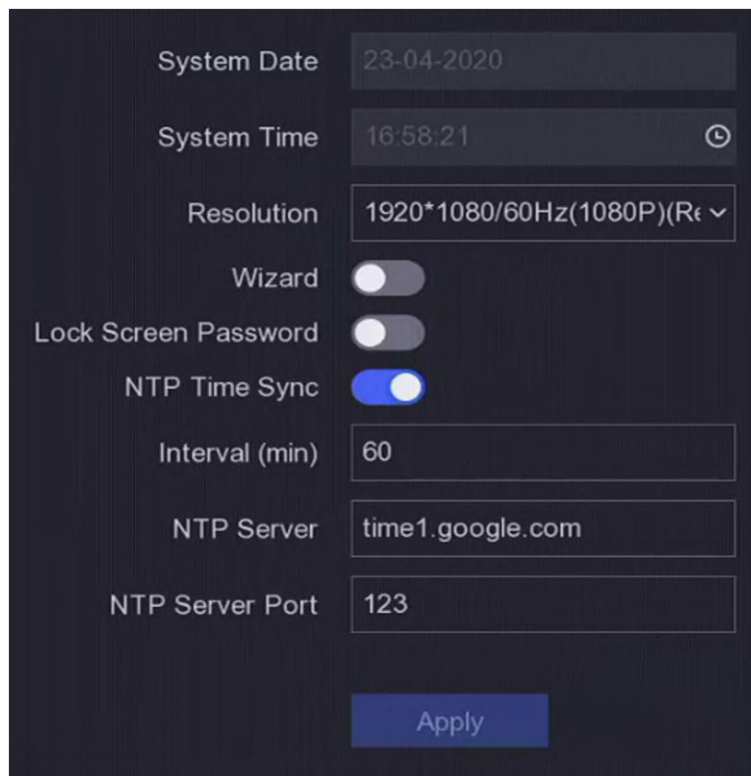 System Date 23-04-2020
System Time 16:58:21
Resolution 1920*1080/60Hz(1080P)(Re
Wizard
Lock Screen Password
NTP Time Sync
Interval (min) 60
NTP Server time1.google.com
NTP Server Port 123
Apply